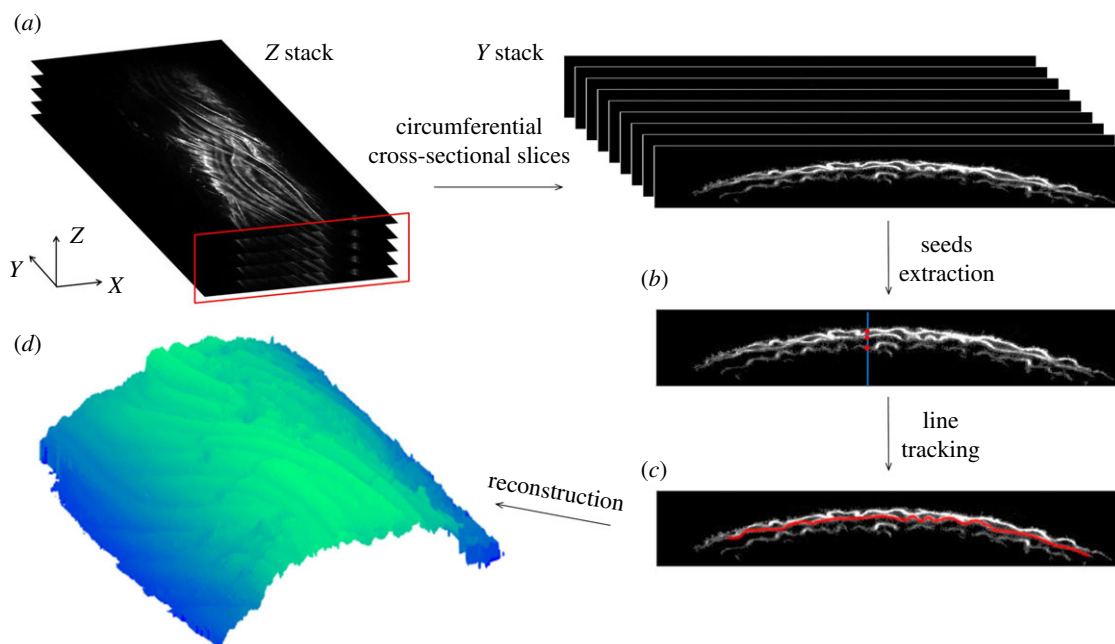 (a)
Z stack
Y stack
circumferential
cross-sectional slices
Z
Y
X
seeds
extraction
(b)
(d)
line
tracking
(c)
reconstruction